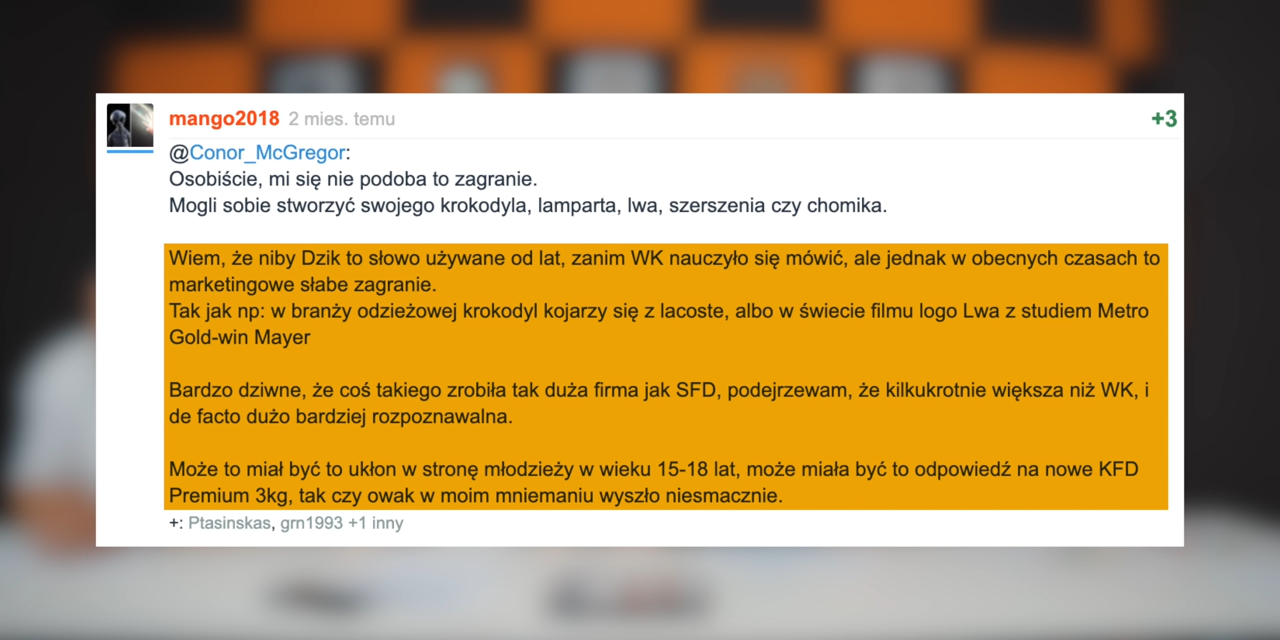 mango2018 2 mies. temu +3
@Conor_McGregor:
Osobiście, mi się nie podoba to zagranie.
Mogli sobie stworzyć swojego krokodyla, lamparta, lwa, szerszenia czy chomika.
Wiem, że niby Dzik to słowo używane od lat, zanim WK nauczyło się mówić, ale jednak w obecnych czasach to
marketingowe słabe zagranie.
Tak jak np: w branży odzieżowej krokodyl kojarzy się z lacoste, albo w świecie filmu logo Lwa z studiem Metro
Gold-win Mayer
Bardzo dziwne, że coś takiego zrobiła tak duża firma jak SFD, podejrzewam, że kilkukrotnie większa niż WK, i
de facto dużo bardziej rozpoznawalna.
Może to miał być to ukłon w stronę młodzieży w wieku 15-18 lat, może miała być to odpowiedź na nowe KFD
Premium 3kg, tak czy owak w moim mniemaniu wyszło niesmacznie.
+: Ptasinskas, grn1993 +1 inny